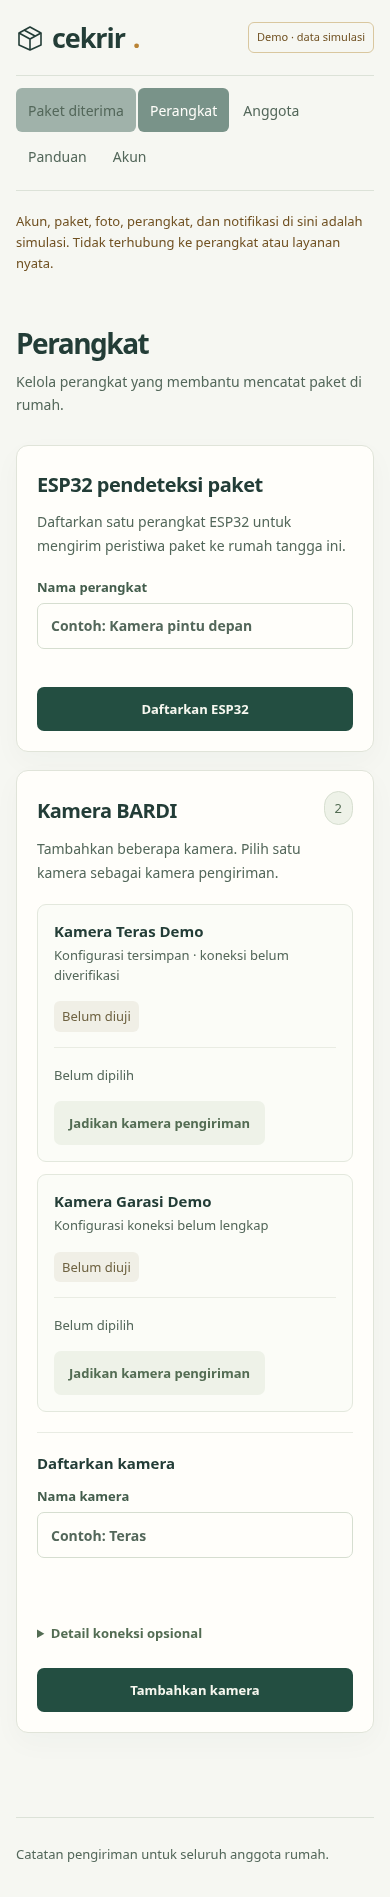 cekrir.
Demo · data simulasi
Paket diterima
Perangkat
Anggota
Panduan
Akun
Akun, paket, foto, perangkat, dan notifikasi di sini adalah
simulasi. Tidak terhubung ke perangkat atau layanan
nyata.
Perangkat
Kelola perangkat yang membantu mencatat paket di
rumah.
ESP32 pendeteksi paket
Daftarkan satu perangkat ESP32 untuk
mengirim peristiwa paket ke rumah tangga ini.
Nama perangkat
Contoh: Kamera pintu depan
Daftarkan ESP32
Kamera BARDI
2
Tambahkan beberapa kamera. Pilih satu
kamera sebagai kamera pengiriman.
Kamera Teras Demo
Konfigurasi tersimpan · koneksi belum
diverifikasi
Belum diuji
Belum dipilih
Jadikan kamera pengiriman
Kamera Garasi Demo
Konfigurasi koneksi belum lengkap
Belum diuji
Belum dipilih
Jadikan kamera pengiriman
Daftarkan kamera
Nama kamera
Contoh: Teras
Detail koneksi opsional
Tambahkan kamera
Catatan pengiriman untuk seluruh anggota rumah.